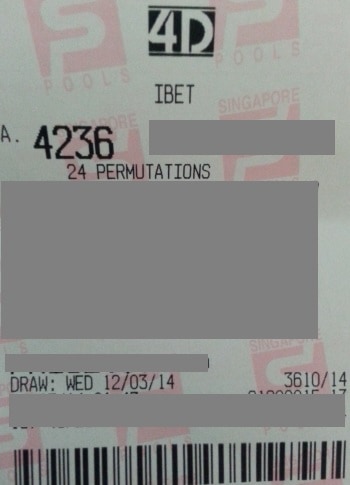 4D
IBET
A. 4236
24 PERMUTATIONS
DRAW: WED 12/03/14 3610/14
SINGAPORE
POOLS